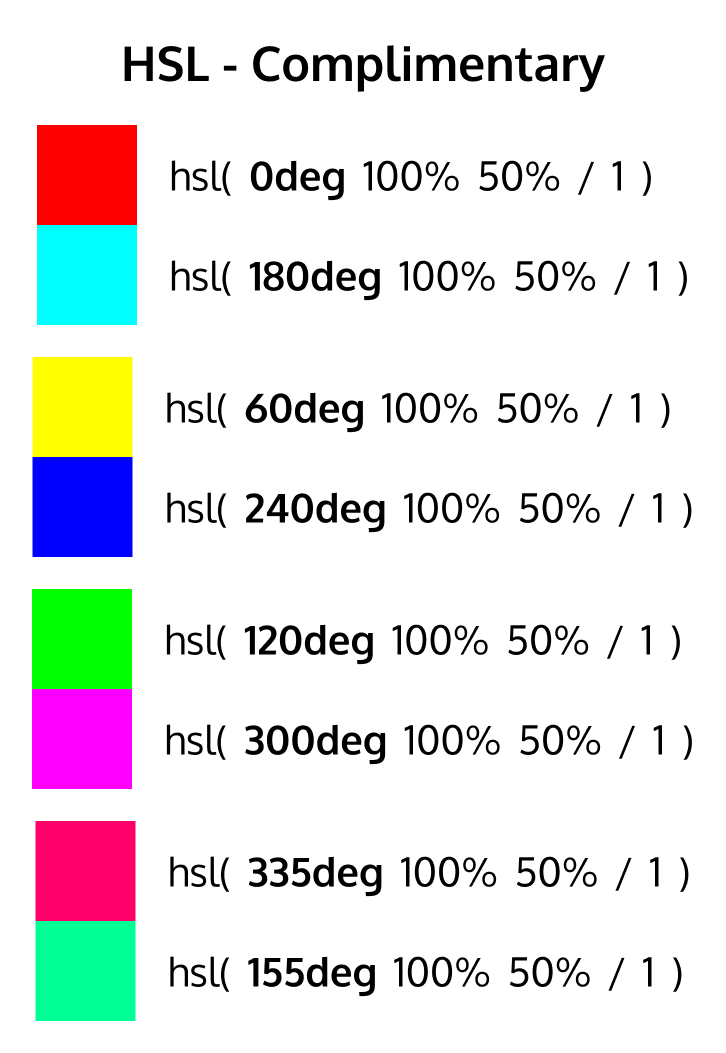 HSL - Complimentary
hsl( 0deg 100% 50% / 1 )
hsl( 180deg 100% 50% / 1 )
hsl( 60deg 100% 50% / 1 )
hsl( 240deg 100% 50% / 1 )
hsl( 120deg 100% 50% / 1 )
hsl( 300deg 100% 50% / 1 )
hsl( 335deg 100% 50% / 1 )
hsl( 155deg 100% 50% / 1 )